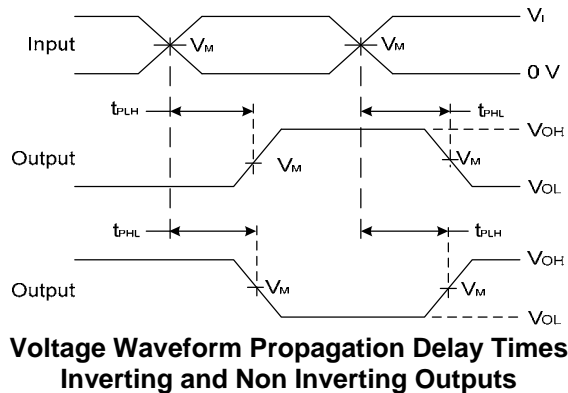 Input VM VM VI
0 V
tPLH tPHL
Output VM VM VOH
VOL
tPHL tPLH
Output VM VM VOH
VOL
Voltage Waveform Propagation Delay Times
Inverting and Non Inverting Outputs